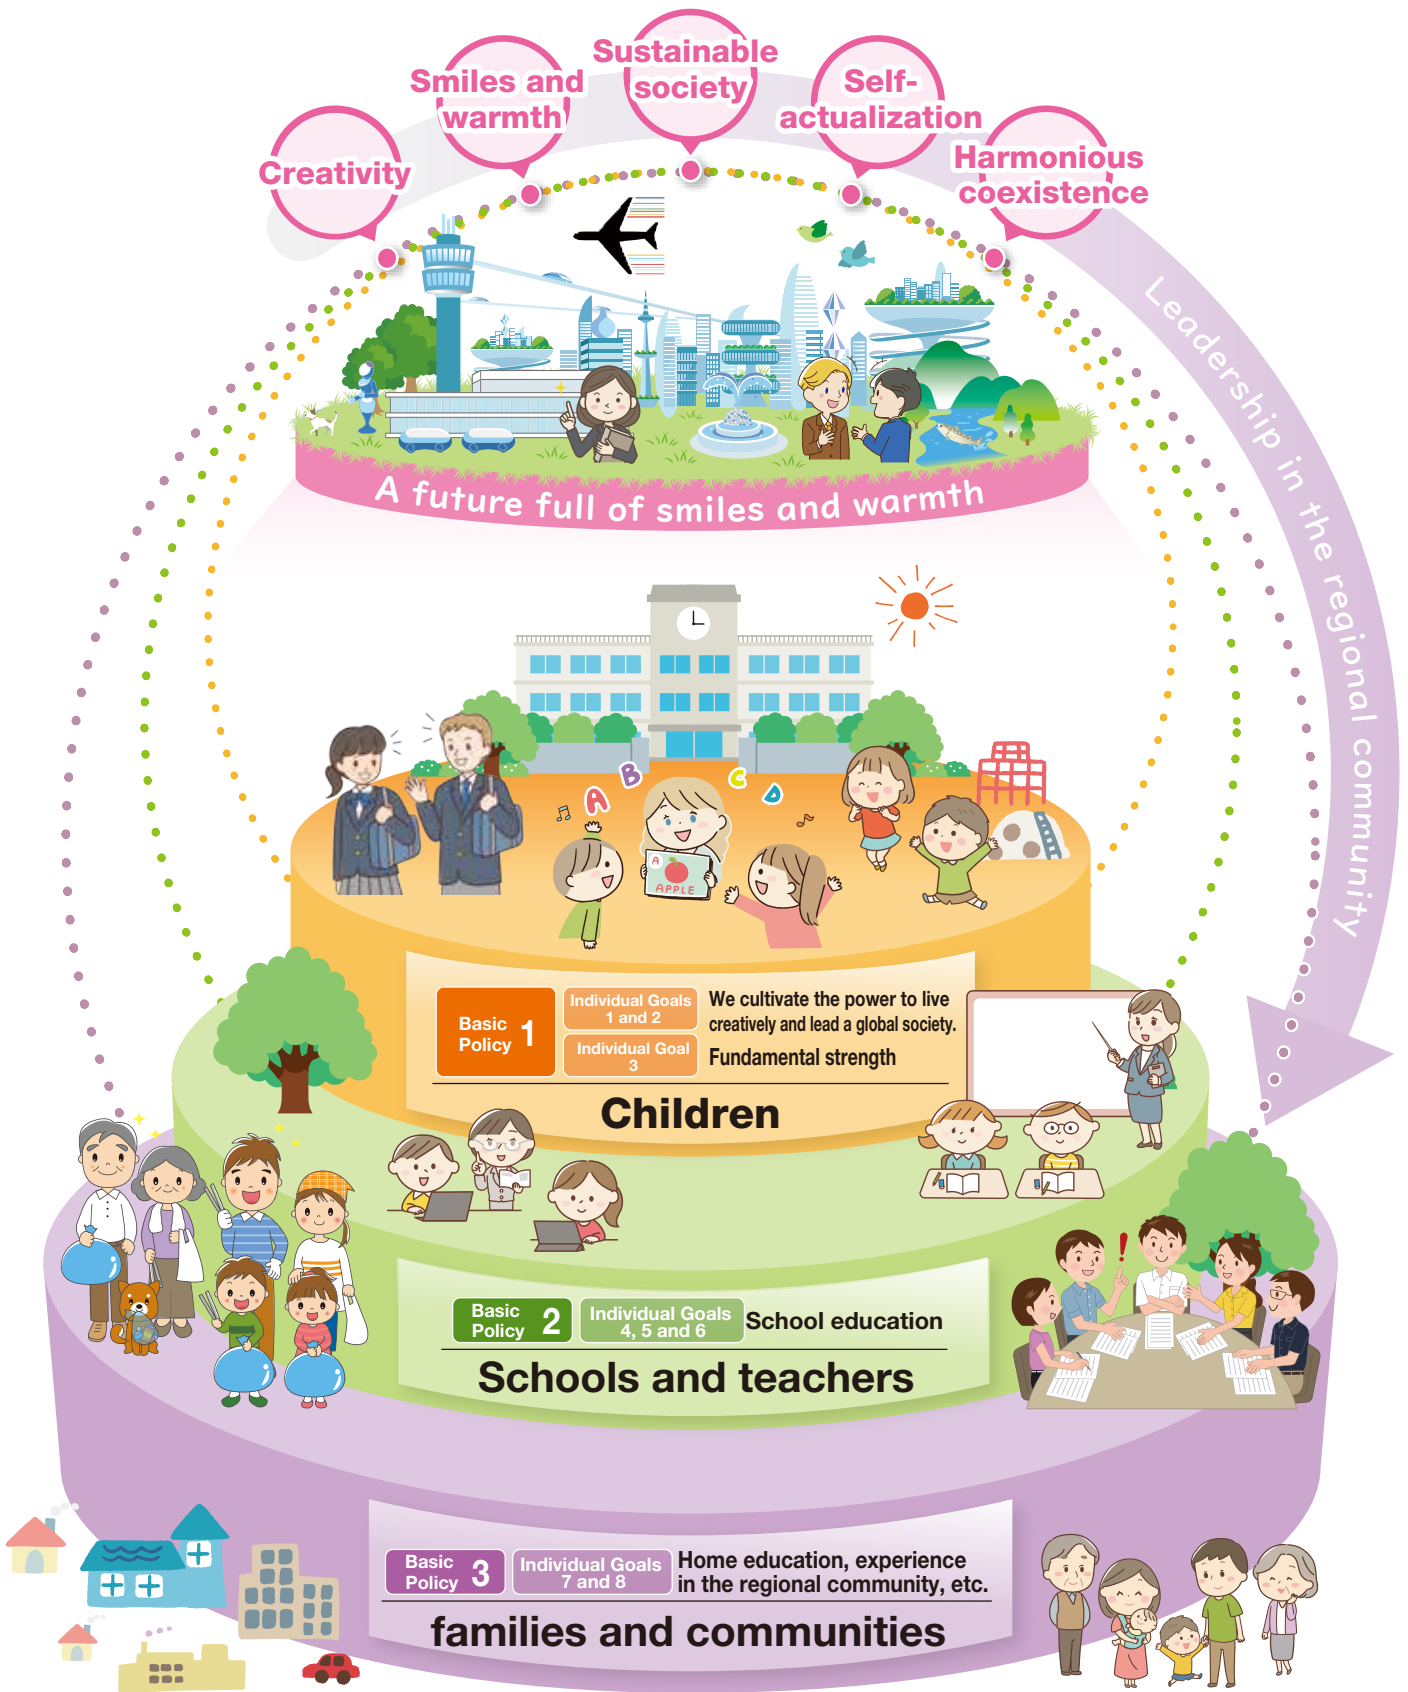 Sustainable
society
Smiles and
warmth
Self-
actualization
Creativity
Harmonious
coexistence
Leadership in the regional community
A future full of smiles and warmth
A
B
C
D
A
APPLE
Basic
Policy 1
Individual Goals
1 and 2
We cultivate the power to live
creatively and lead a global society.
Individual Goal
3
Fundamental strength
Children
!
Basic
Policy 2
Individual Goals
4, 5 and 6
School education
Schools and teachers
Basic
Policy 3
Individual Goals
7 and 8
Home education, experience
in the regional community, etc.
families and communities